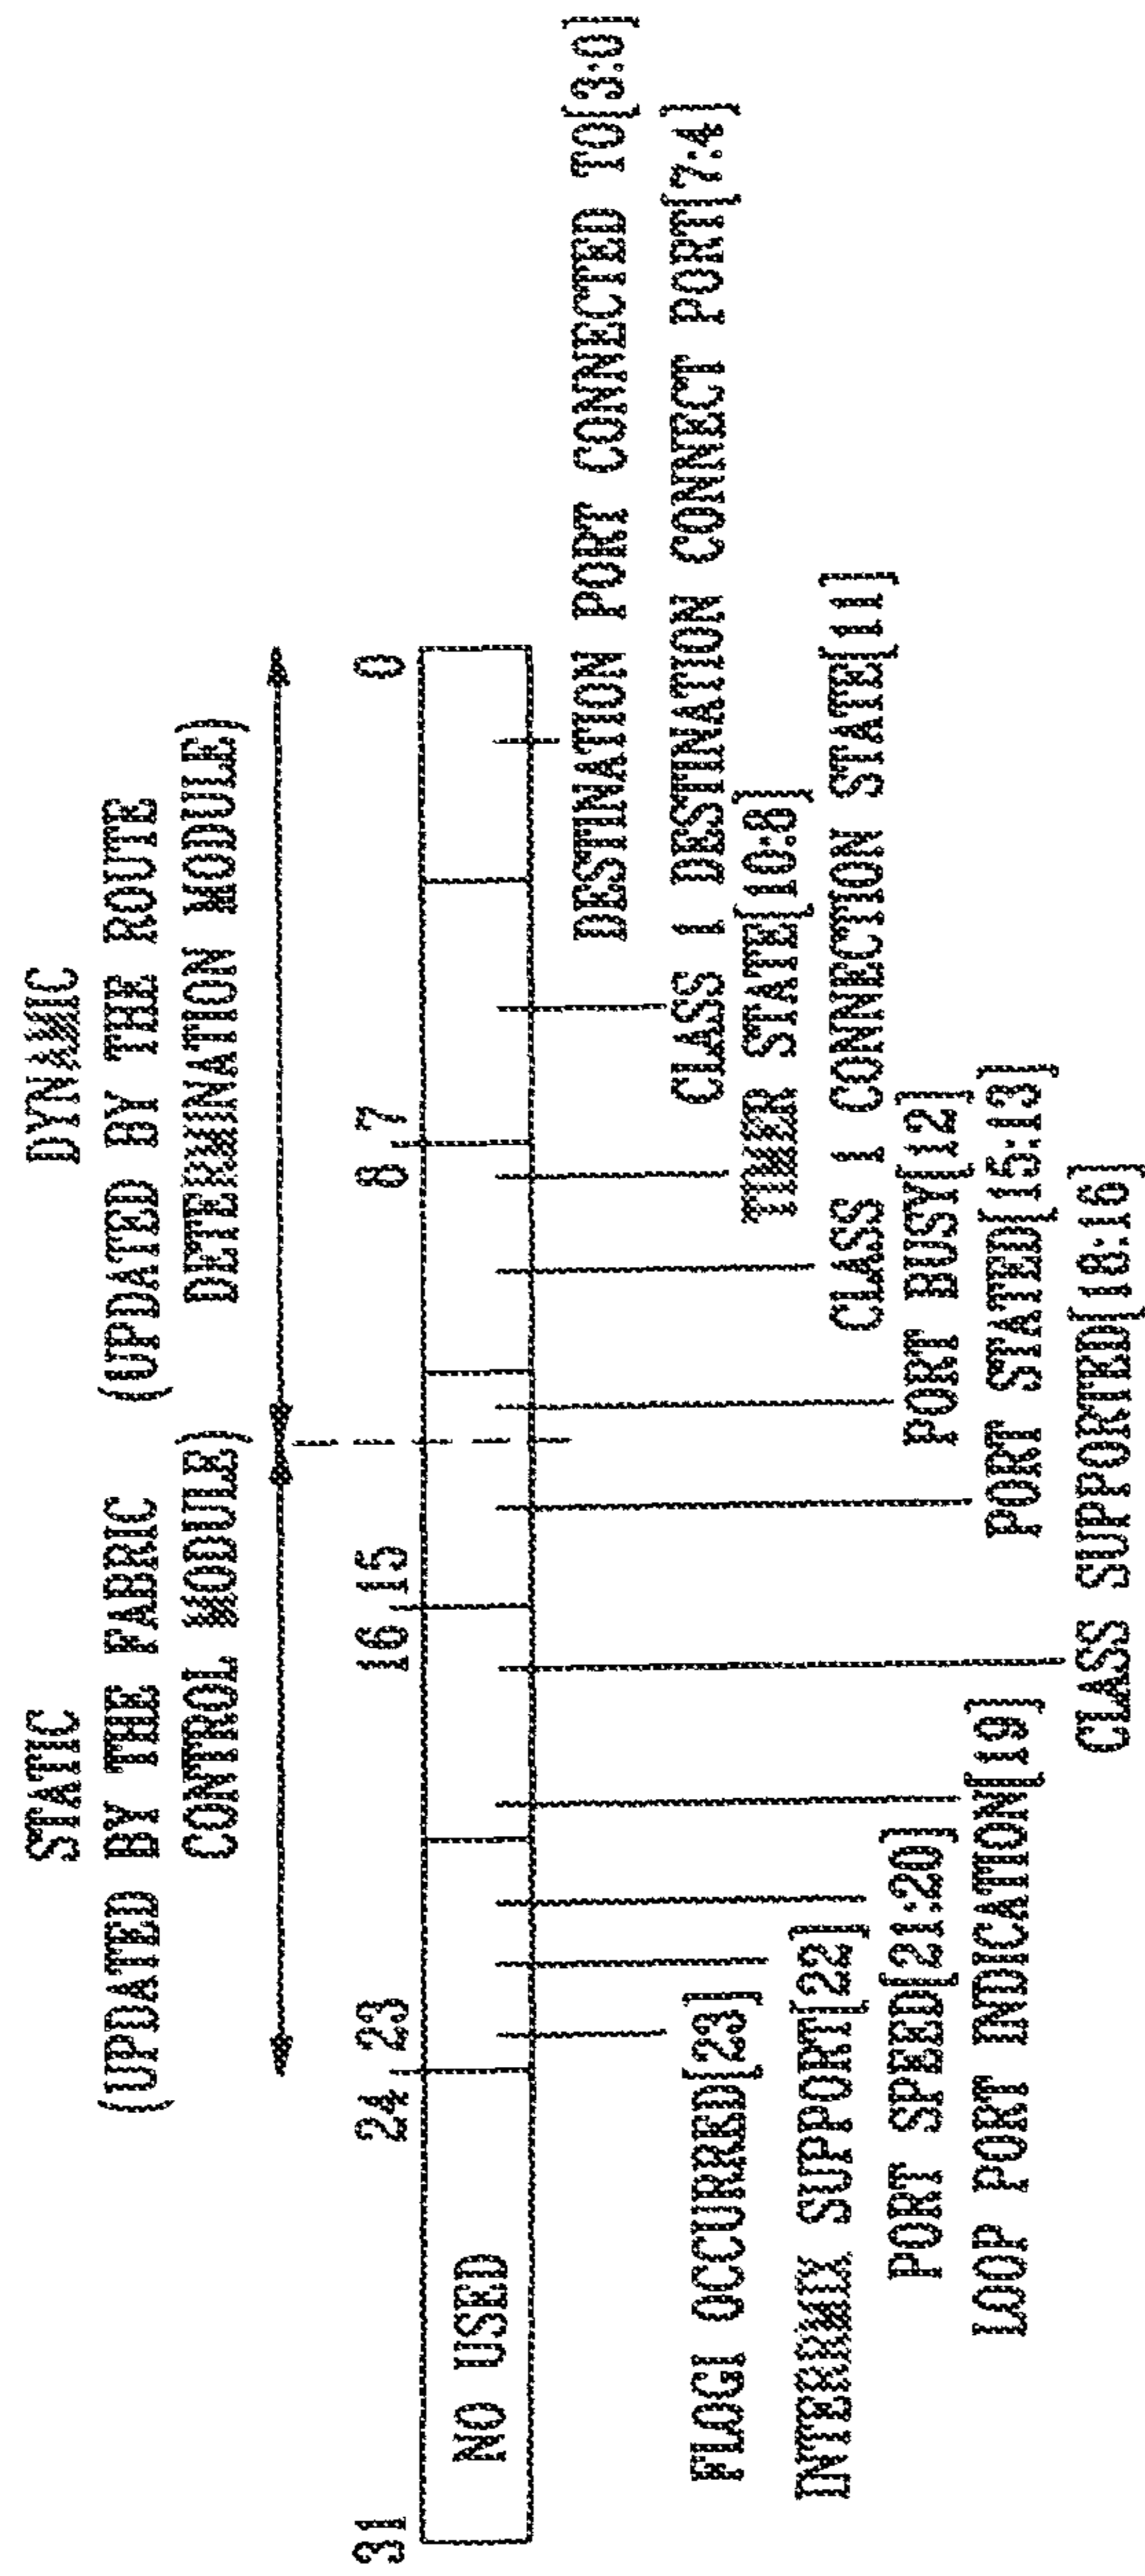 STATIC
(UPDATED BY THE FABRIC
CONTROL MODULE)
DYNAMIC
(UPDATED BY THE ROUTE
DETERMINATION MODULE)
31
24 23
16 15
8 7
0
NO USED
FLOGI OCCURRED[23]
INTERMIX SUPPORT[22]
PORT SPEED[21:20]
LOOP PORT INDICATION[19]
CLASS SUPPORTED[18:16]
PORT STATED[15:13]
PORT BUSY[12]
CLASS 1 CONNECTION STATE[11]
TIMER STATE[10:8]
CLASS 1 DESTINATION CONNECT PORT[7:4]
DESTINATION PORT CONNECTED TO[3:0]